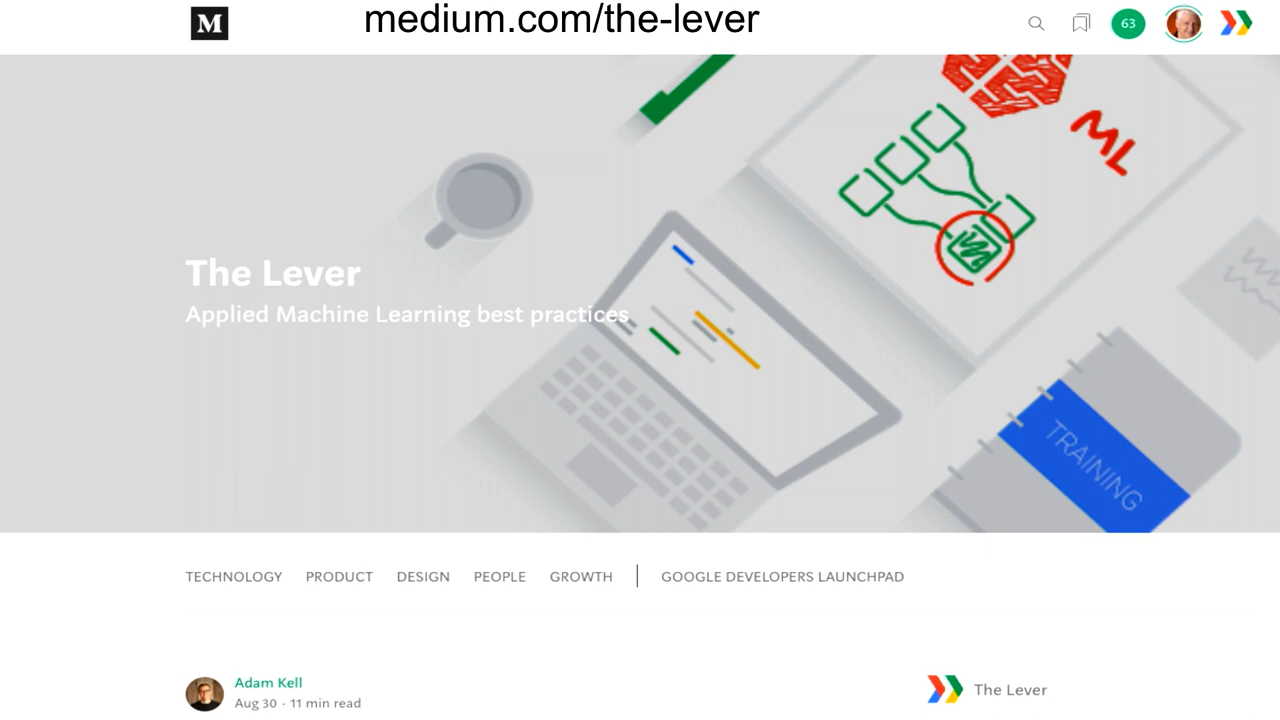 M
medium.com/the-lever
63
ML
The Lever
Applied Machine Learning best practices
TRAINING
TECHNOLOGY PRODUCT DESIGN PEOPLE GROWTH GOOGLE DEVELOPERS LAUNCHPAD
Adam Kell
Aug 30 · 11 min read
The Lever